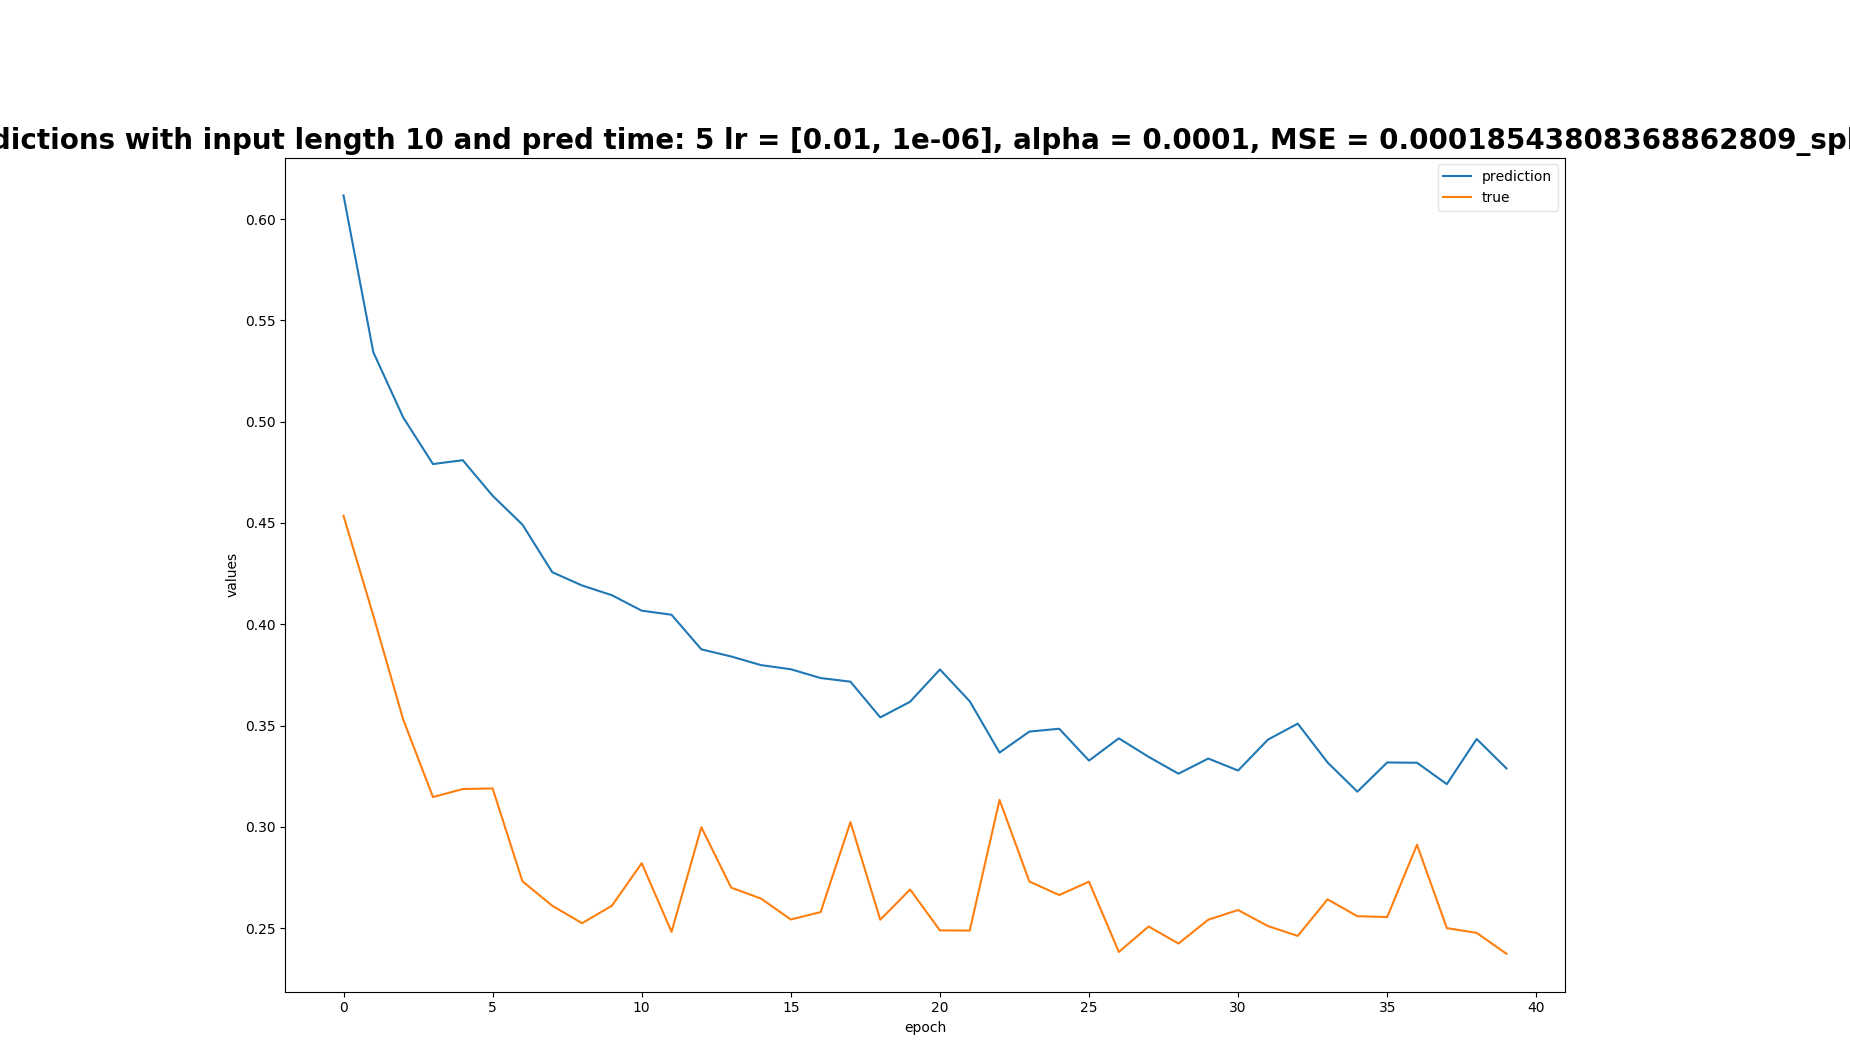 dictions with input length 10 and pred time: 5 lr = [0.01, 1e-06], alpha = 0.0001, MSE = 0.00018543808368862809_spl
prediction
true
0.60
0.55
0.50
0.45
0.40
0.35
0.30
0.25
values
0 5 10 15 20 25 30 35 40
epoch